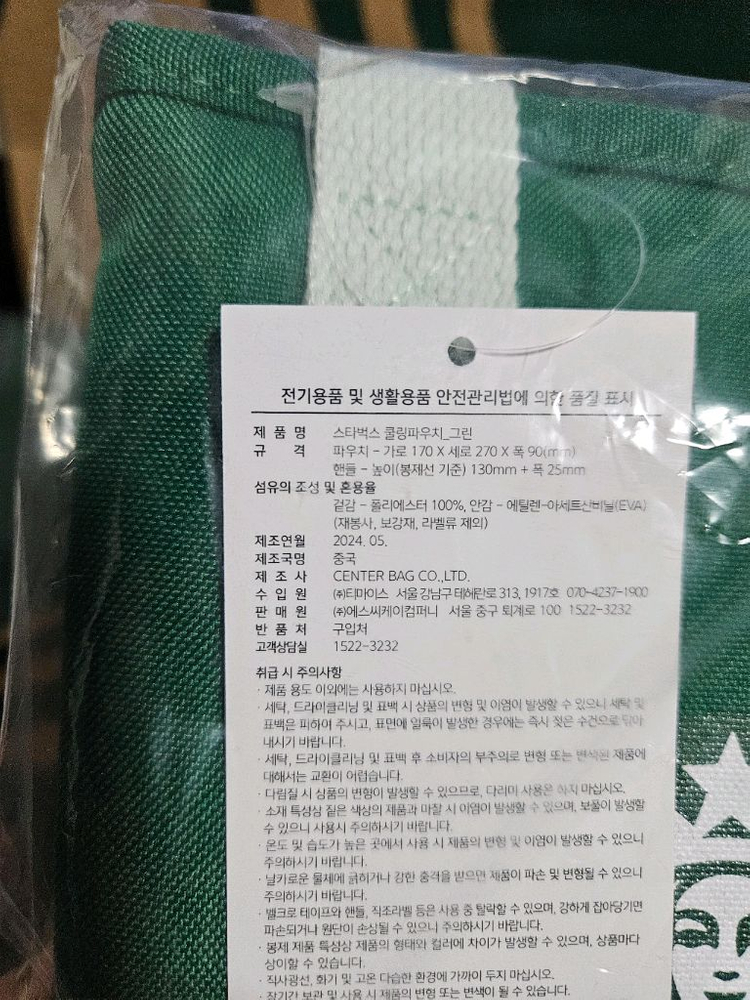 전기용품 및 생활용품 안전관리법에 의한 품질 표시
제 품 명 스타벅스 쿨링파우치_그린
규 격 파우치 - 가로 170 X 세로 270 X 폭 90(mm)
핸들 - 높이(봉제선 기준) 130mm + 폭 25mm
섬유의 조성 및 혼용율
겉감 - 폴리에스터 100%, 안감 - 에틸렌-아세트산비닐(EVA)
(재봉사, 보강재, 라벨류 제외)
제조연월 2024. 05.
제조국명 중국
제 조 사 CENTER BAG CO.,LTD.
수 입 원 ㈜티마이스 서울 강남구 테헤란로 313, 1917호 070-4237-1900
판 매 원 ㈜에스씨케이컴퍼니 서울 중구 퇴계로 100 1522-3232
반 품 처 구입처
고객상담실 1522-3232
취급 시 주의사항
· 제품 용도 이외에는 사용하지 마십시오.
· 세탁, 드라이클리닝 및 표백 시 상품의 변형 및 이염이 발생할 수 있으니 세탁 및
표백은 피하여 주시고, 표면에 얼룩이 발생한 경우에는 즉시 젖은 수건으로 닦아
내시기 바랍니다.
· 세탁, 드라이클리닝 및 표백 후 소비자의 부주의로 변형 또는 변색된 제품에
대해서는 교환이 어렵습니다.
· 다림질 시 상품의 변형이 발생할 수 있으므로, 다리미 사용은 하지 마십시오.
· 소재 특성상 짙은 색상의 제품과 마찰 시 이염이 발생할 수 있으며, 보풀이 발생할
수 있으니 사용시 주의하시기 바랍니다.
· 온도 및 습도가 높은 곳에서 사용 시 제품의 변형 및 이염이 발생할 수 있으니
주의하시기 바랍니다.
· 날카로운 물체에 긁히거나 강한 충격을 받으면 제품이 파손 및 변형될 수 있으니
주의하시기 바랍니다.
· 벨크로 테이프와 핸들, 직조라벨 등은 사용 중 탈락할 수 있으며, 강하게 잡아당기면
파손되거나 원단이 손상될 수 있으니 주의하시기 바랍니다.
· 봉제 제품 특성상 제품의 형태와 컬러에 차이가 발생할 수 있으며, 상품마다
상이할 수 있습니다.
· 직사광선, 화기 및 고온 다습한 환경에 가까이 두지 마십시오.
· 장기간 보관 및 사용 시 제품의 변형 또는 변색이 될 수 있습니다.